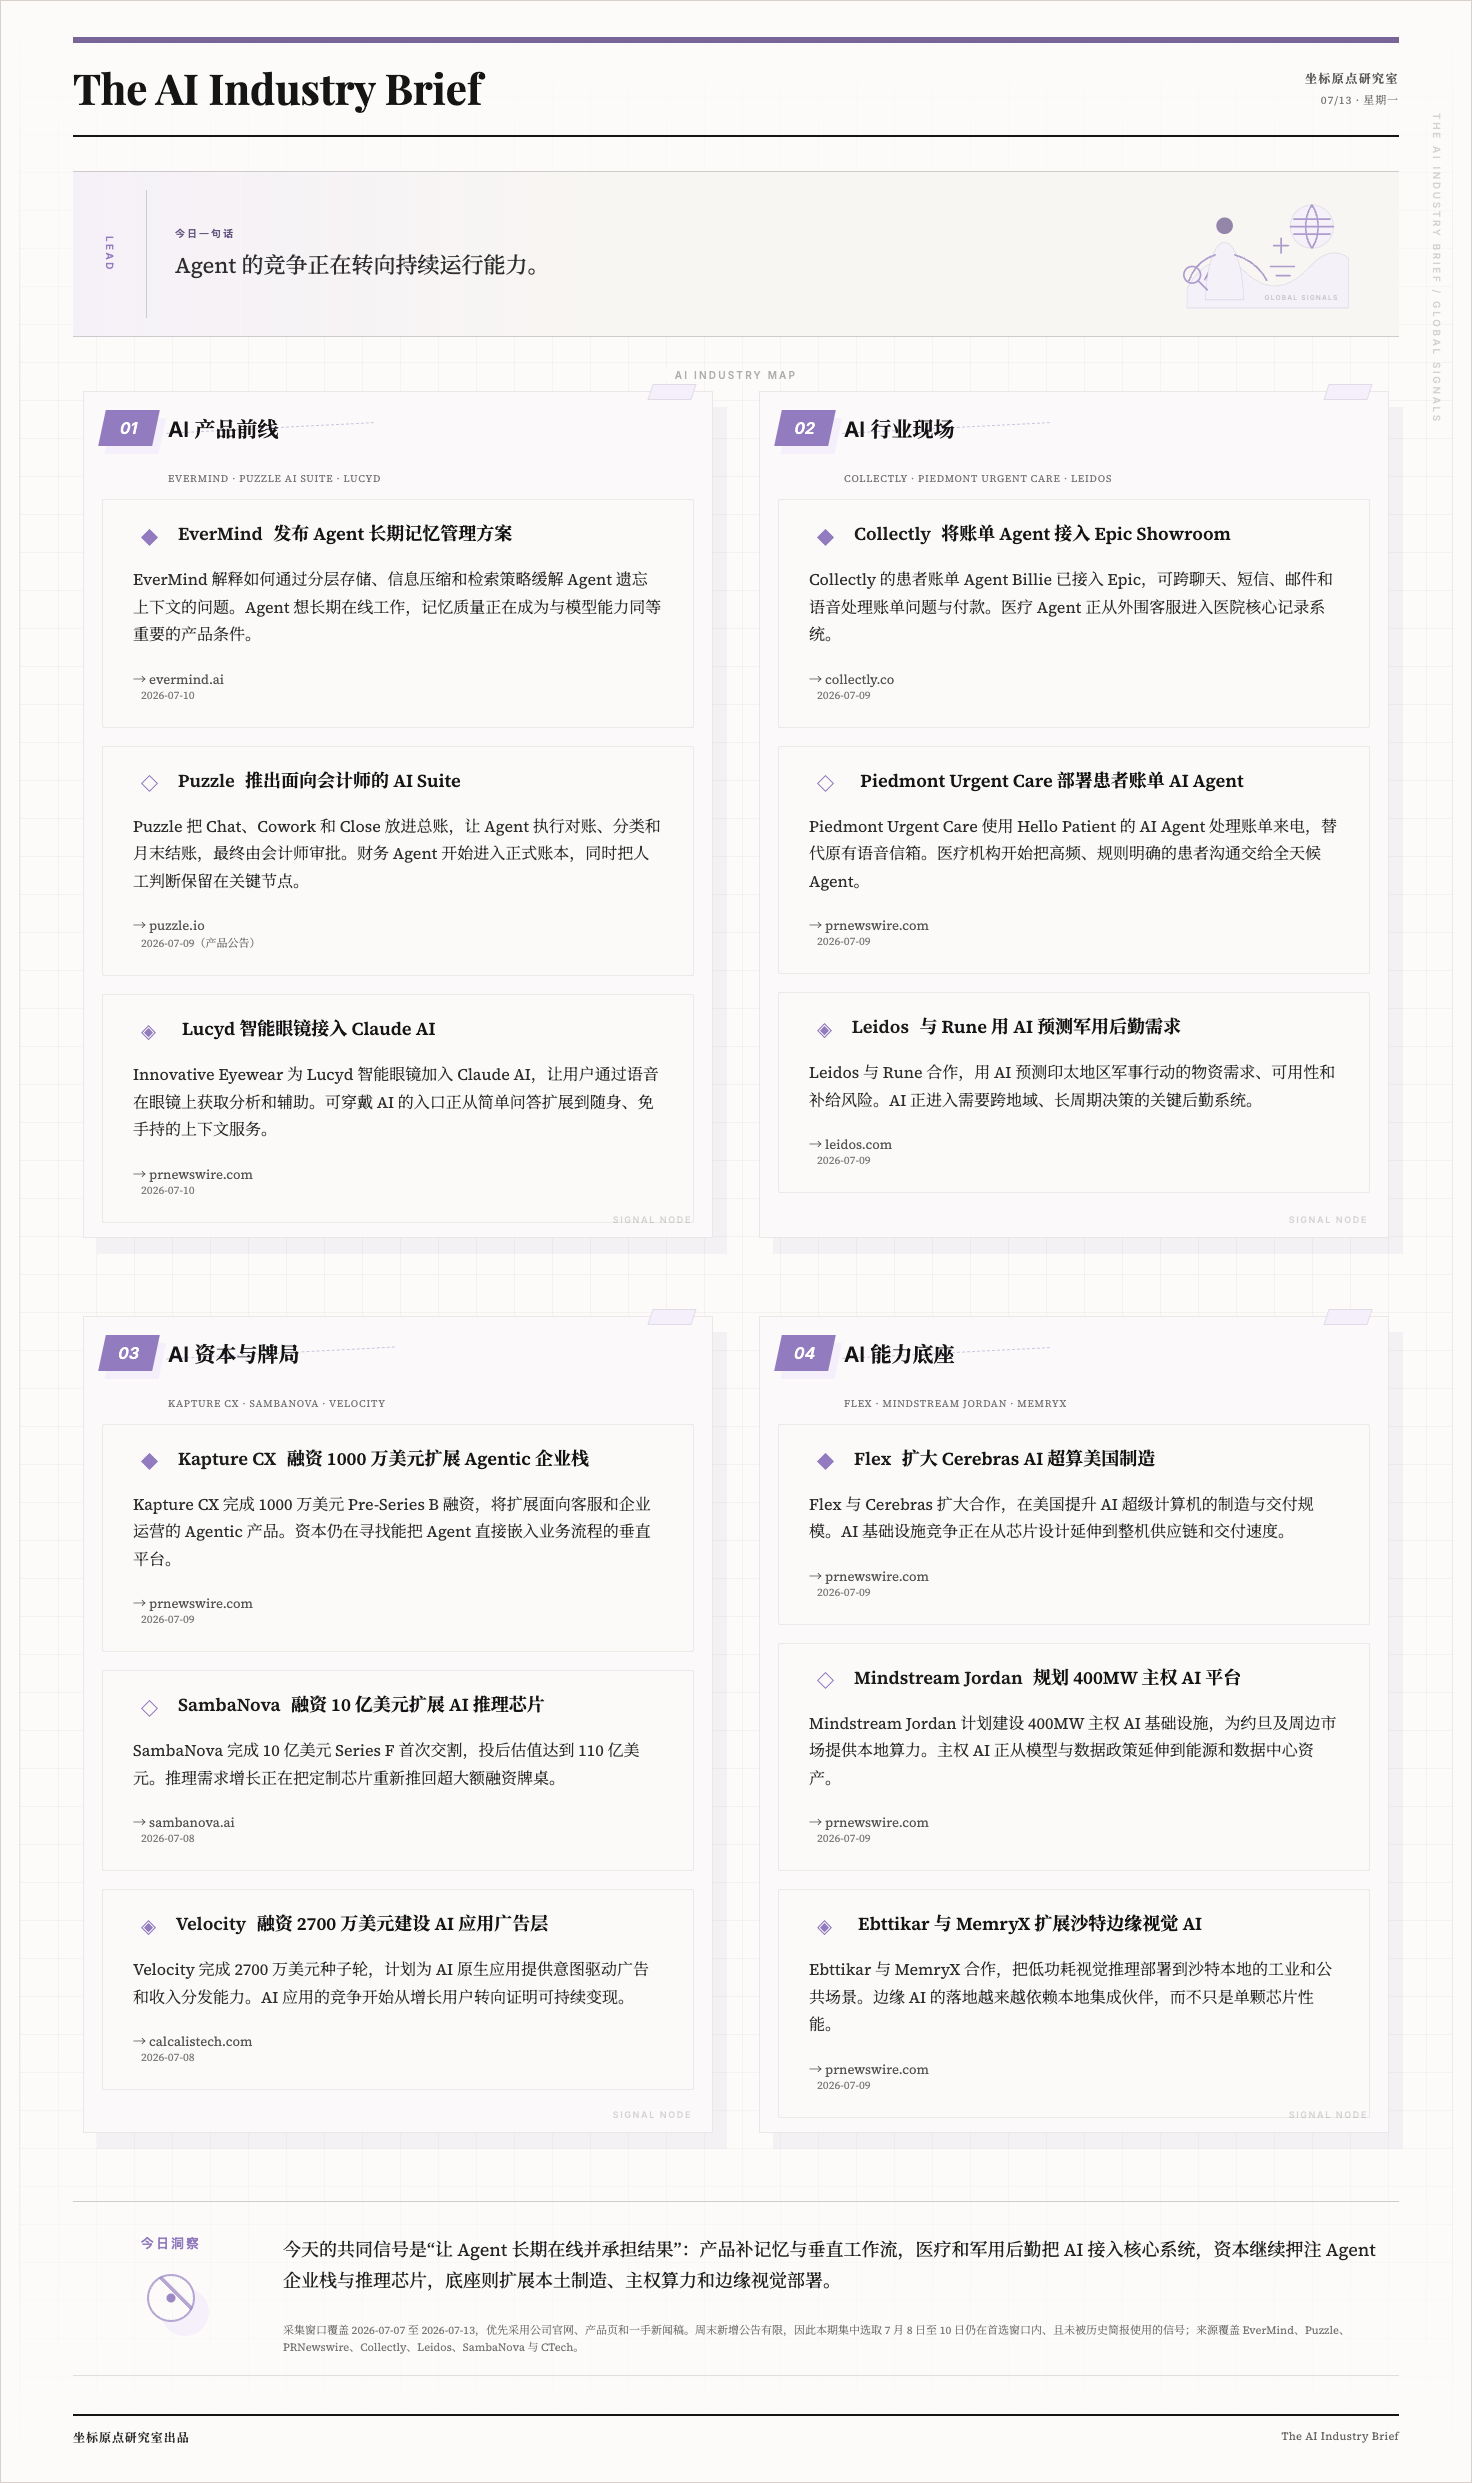 The AI Industry Brief
坐标原点研究室
07/13 · 星期一
THE AI INDUSTRY BRIEF / GLOBAL SIGNALS
LEAD
今日一句话
Agent 的竞争正在转向持续运行能力。
GLOBAL SIGNALS
AI INDUSTRY MAP
01
AI 产品前线
EVERMIND · PUZZLE AI SUITE · LUCYD
◆ EverMind 发布 Agent 长期记忆管理方案
EverMind 解释如何通过分层存储、信息压缩和检索策略缓解 Agent 遗忘
上下文的问题。Agent 想长期在线工作，记忆质量正在成为与模型能力同等
重要的产品条件。
→ evermind.ai
2026-07-10
◇ Puzzle 推出面向会计师的 AI Suite
Puzzle 把 Chat、Cowork 和 Close 放进总账，让 Agent 执行对账、分类和
月末结账，最终由会计师审批。财务 Agent 开始进入正式账本，同时把人
工判断保留在关键节点。
→ puzzle.io
2026-07-09（产品公告）
◈ Lucyd 智能眼镜接入 Claude AI
Innovative Eyewear 为 Lucyd 智能眼镜加入 Claude AI，让用户通过语音
在眼镜上获取分析和辅助。可穿戴 AI 的入口正从简单问答扩展到随身、免
手持的上下文服务。
→ prnewswire.com
2026-07-10
SIGNAL NODE
02
AI 行业现场
COLLECTLY · PIEDMONT URGENT CARE · LEIDOS
◆ Collectly 将账单 Agent 接入 Epic Showroom
Collectly 的患者账单 Agent Billie 已接入 Epic，可跨聊天、短信、邮件和
语音处理账单问题与付款。医疗 Agent 正从外围客服进入医院核心记录系
统。
→ collectly.co
2026-07-09
◇ Piedmont Urgent Care 部署患者账单 AI Agent
Piedmont Urgent Care 使用 Hello Patient 的 AI Agent 处理账单来电，替
代原有语音信箱。医疗机构开始把高频、规则明确的患者沟通交给全天候
Agent。
→ prnewswire.com
2026-07-09
◈ Leidos 与 Rune 用 AI 预测军用后勤需求
Leidos 与 Rune 合作，用 AI 预测印太地区军事行动的物资需求、可用性和
补给风险。AI 正进入需要跨地域、长周期决策的关键后勤系统。
→ leidos.com
2026-07-09
SIGNAL NODE
03
AI 资本与牌局
KAPTURE CX · SAMBANOVA · VELOCITY
◆ Kapture CX 融资 1000 万美元扩展 Agentic 企业栈
Kapture CX 完成 1000 万美元 Pre-Series B 融资，将扩展面向客服和企业
运营的 Agentic 产品。资本仍在寻找能把 Agent 直接嵌入业务流程的垂直
平台。
→ prnewswire.com
2026-07-09
◇ SambaNova 融资 10 亿美元扩展 AI 推理芯片
SambaNova 完成 10 亿美元 Series F 首次交割，投后估值达到 110 亿美
元。推理需求增长正在把定制芯片重新推回超大额融资牌桌。
→ sambanova.ai
2026-07-08
◈ Velocity 融资 2700 万美元建设 AI 应用广告层
Velocity 完成 2700 万美元种子轮，计划为 AI 原生应用提供意图驱动广告
和收入分发能力。AI 应用的竞争开始从增长用户转向证明可持续变现。
→ calcalistech.com
2026-07-08
SIGNAL NODE
04
AI 能力底座
FLEX · MINDSTREAM JORDAN · MEMRYX
◆ Flex 扩大 Cerebras AI 超算美国制造
Flex 与 Cerebras 扩大合作，在美国提升 AI 超级计算机的制造与交付规
模。AI 基础设施竞争正在从芯片设计延伸到整机供应链和交付速度。
→ prnewswire.com
2026-07-09
◇ Mindstream Jordan 规划 400MW 主权 AI 平台
Mindstream Jordan 计划建设 400MW 主权 AI 基础设施，为约旦及周边市
场提供本地算力。主权 AI 正从模型与数据政策延伸到能源和数据中心资
产。
→ prnewswire.com
2026-07-09
◈ Ebttikar 与 MemryX 扩展沙特边缘视觉 AI
Ebttikar 与 MemryX 合作，把低功耗视觉推理部署到沙特本地的工业和公
共场景。边缘 AI 的落地越来越依赖本地集成伙伴，而不只是单颗芯片性
能。
→ prnewswire.com
2026-07-09
SIGNAL NODE
今日洞察
今天的共同信号是“让 Agent 长期在线并承担结果”：产品补记忆与垂直工作流，医疗和军用后勤把 AI 接入核心系统，资本继续押注 Agent
企业栈与推理芯片，底座则扩展本土制造、主权算力和边缘视觉部署。
采集窗口覆盖 2026-07-07 至 2026-07-13，优先采用公司官网、产品页和一手新闻稿。周末新增公告有限，因此本期集中选取 7 月 8 日至 10 日仍在首选窗口内、且未被历史简报使用的信号；来源覆盖 EverMind、Puzzle、
PRNewswire、Collectly、Leidos、SambaNova 与 CTech。
坐标原点研究室出品
The AI Industry Brief